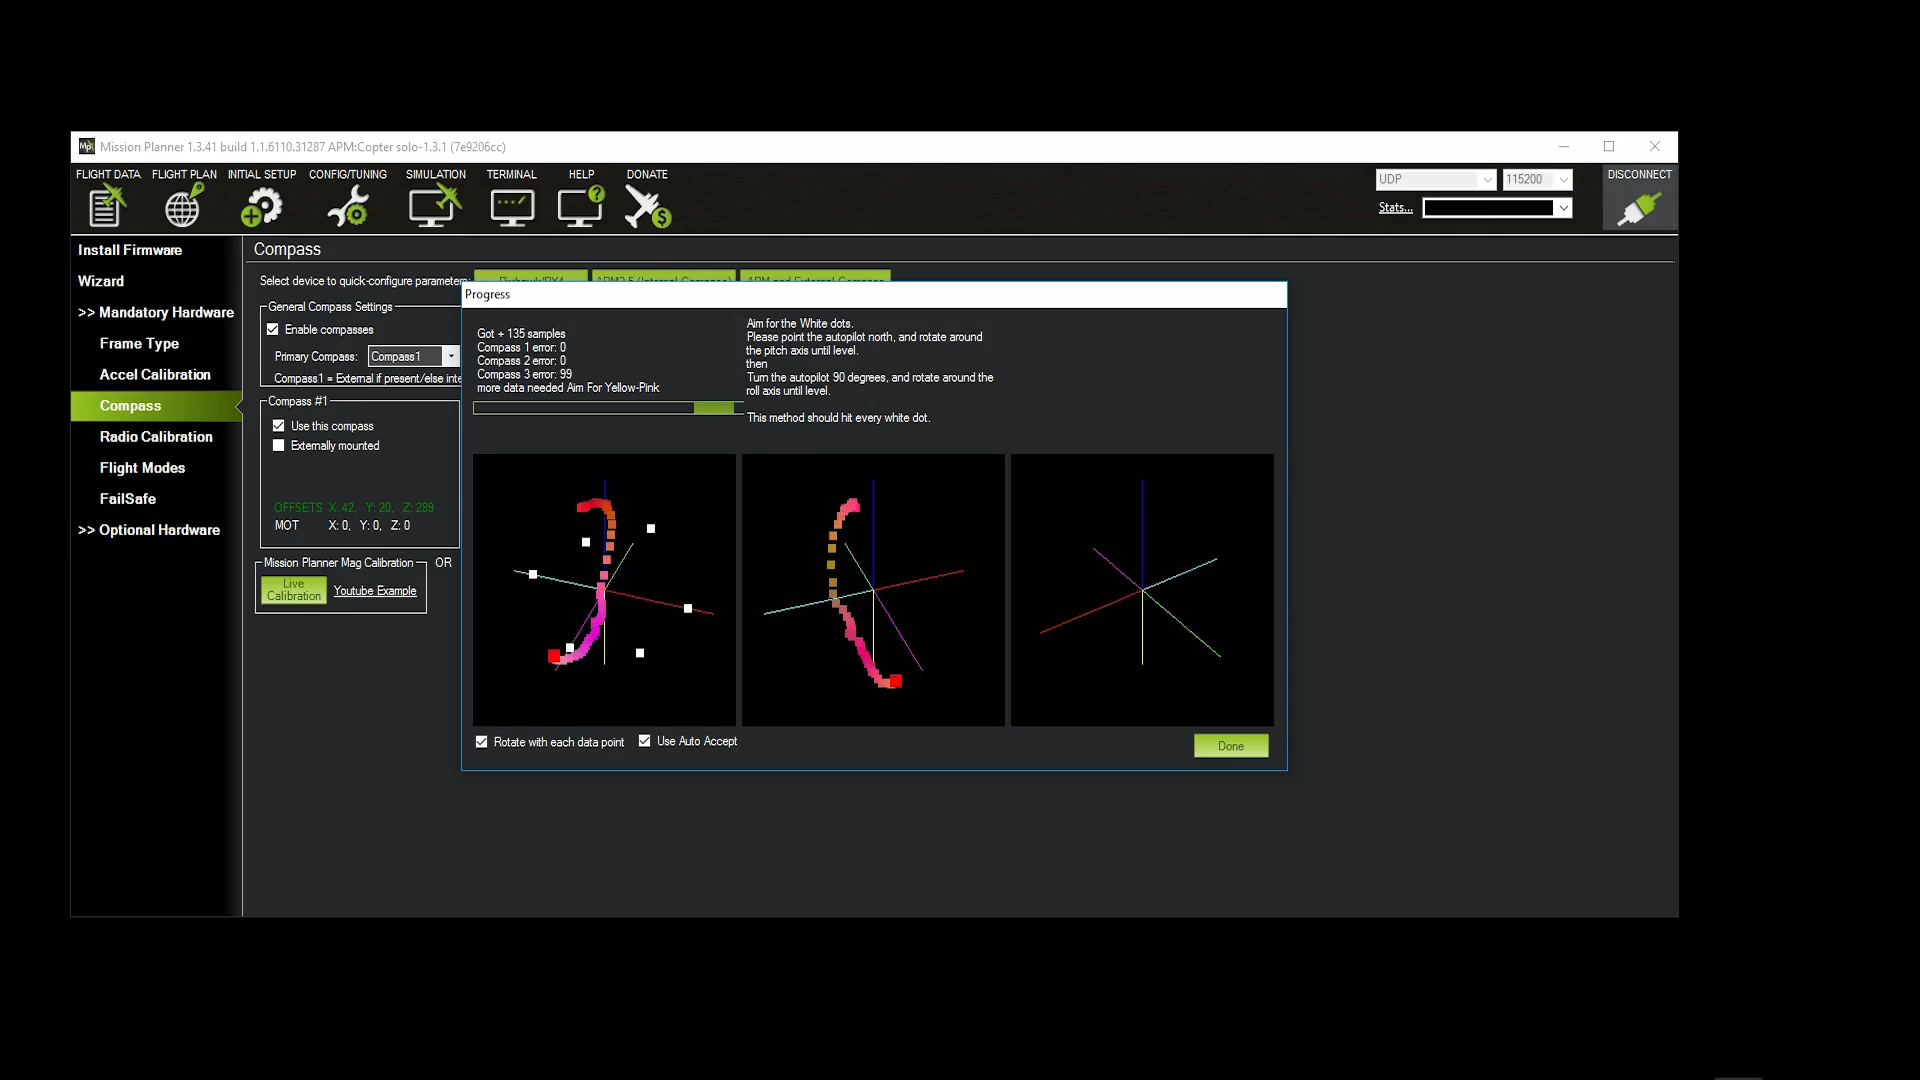 Mission Planner 1.3.41 build 1.1.6110.31287 APM:Copter solo-1.3.1 (7e9206cc)
FLIGHT DATA FLIGHT PLAN INITIAL SETUP CONFIG/TUNING SIMULATION TERMINAL HELP DONATE
UDP 115200 DISCONNECT
Stats...
Install Firmware
Wizard
>> Mandatory Hardware
Frame Type
Accel Calibration
Compass
Radio Calibration
Flight Modes
FailSafe
>> Optional Hardware
Compass
Select device to quick-configure parameters:
General Compass Settings
Enable compasses
Primary Compass: Compass1
Compass1 = External if present/else inte
Compass #1
Use this compass
Externally mounted
OFFSETS X: 42, Y: 20, Z: 289
MOT X: 0, Y: 0, Z: 0
Mission Planner Mag Calibration OR
Live
Calibration
Youtube Example
Progress
Got + 135 samples
Compass 1 error: 0
Compass 2 error: 0
Compass 3 error: 99
more data needed Aim For Yellow-Pink
Aim for the White dots.
Please point the autopilot north, and rotate around
the pitch axis until level.
then
Turn the autopilot 90 degrees, and rotate around the
roll axis until level.
This method should hit every white dot.
Rotate with each data point Use Auto Accept
Done